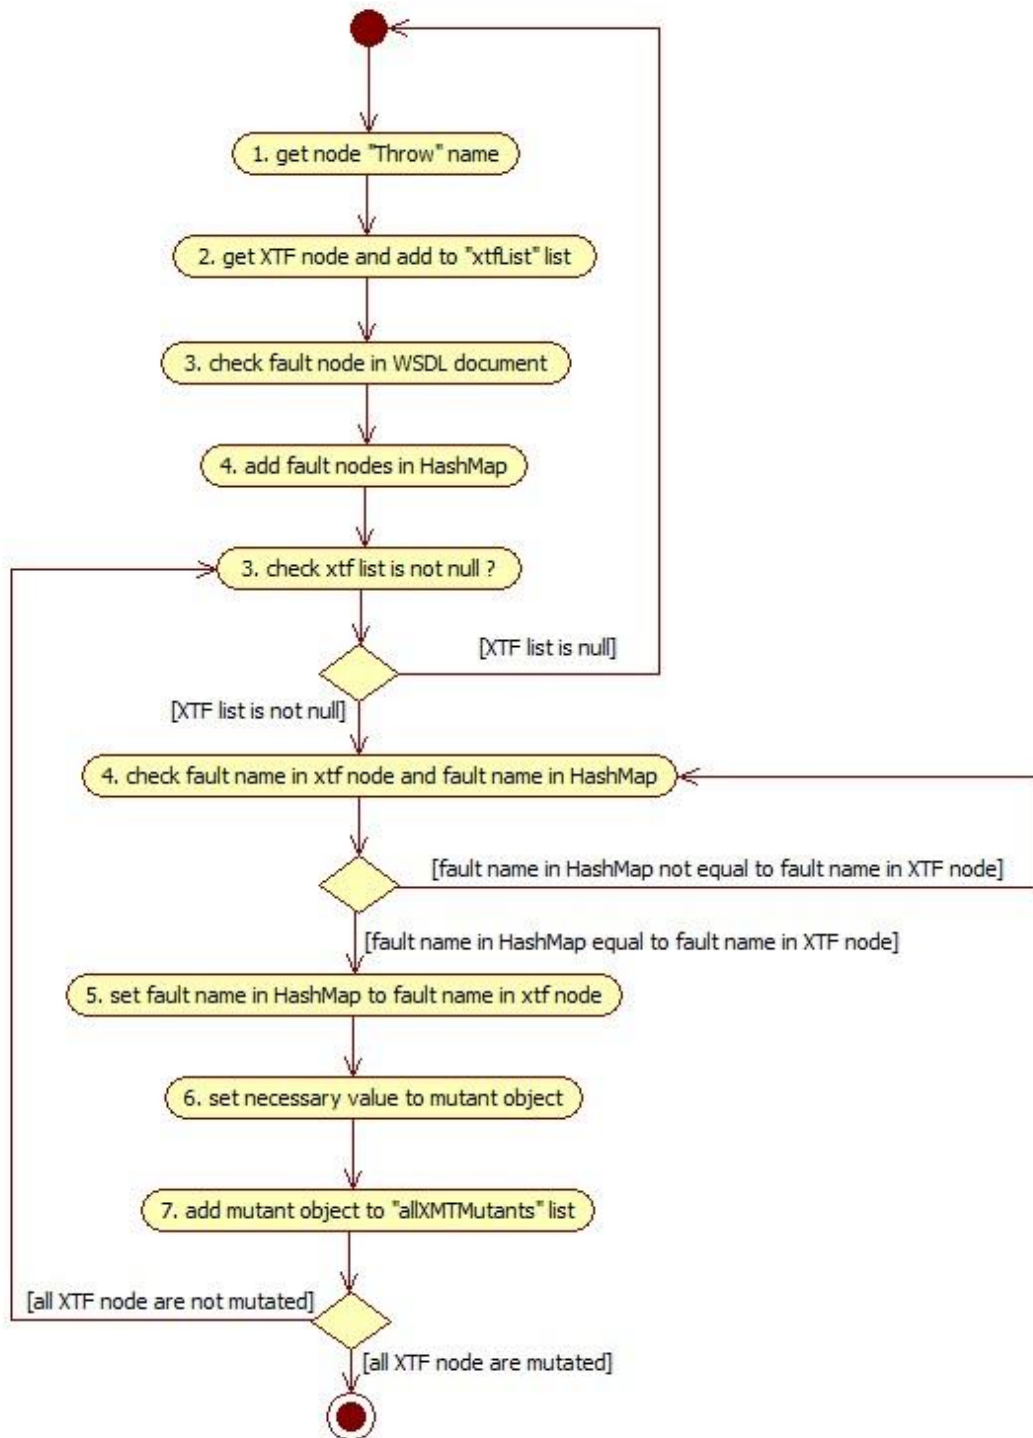 1. get node "Throw" name
2. get XTF node and add to "xtfList" list
3. check fault node in WSDL document
4. add fault nodes in HashMap
3. check xtf list is not null ?
[XTF list is null]
[XTF list is not null]
4. check fault name in xtf node and fault name in HashMap
[fault name in HashMap not equal to fault name in XTF node]
[fault name in HashMap equal to fault name in XTF node]
5. set fault name in HashMap to fault name in xtf node
6. set necessary value to mutant object
7. add mutant object to "allXMTMutants" list
[all XTF node are not mutated]
[all XTF node are mutated]